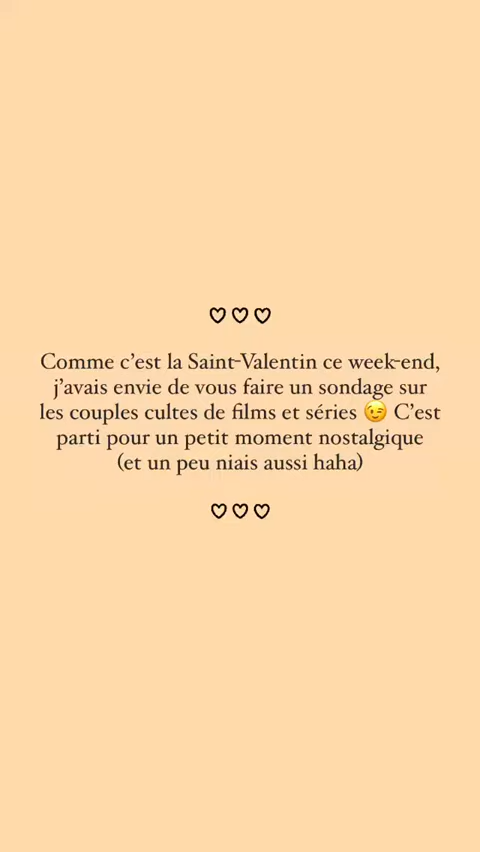 ♡ ♡ ♡
Comme c’est la Saint-Valentin ce week-end,
j’avais envie de vous faire un sondage sur
les couples cultes de films et séries 😉 C’est
parti pour un petit moment nostalgique
(et un peu niais aussi haha)
♡ ♡ ♡